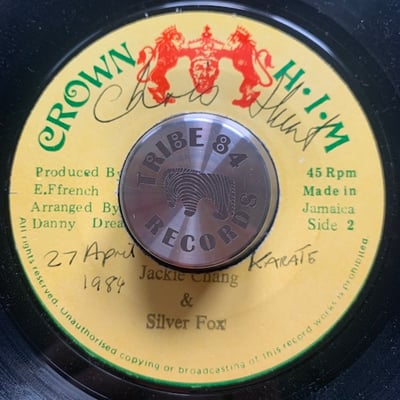 CROWN H·I·M
Produced By
E.Ffrench
Arranged By
Danny Drea
45 Rpm
Made in
Jamaica
Side 2
TRIBE 84
RECORDS
27 April
1984
KARATE
Jackie Chang
&
Silver Fox
All rights reserved. Unauthorised copying or broadcasting of this record works is prohibited